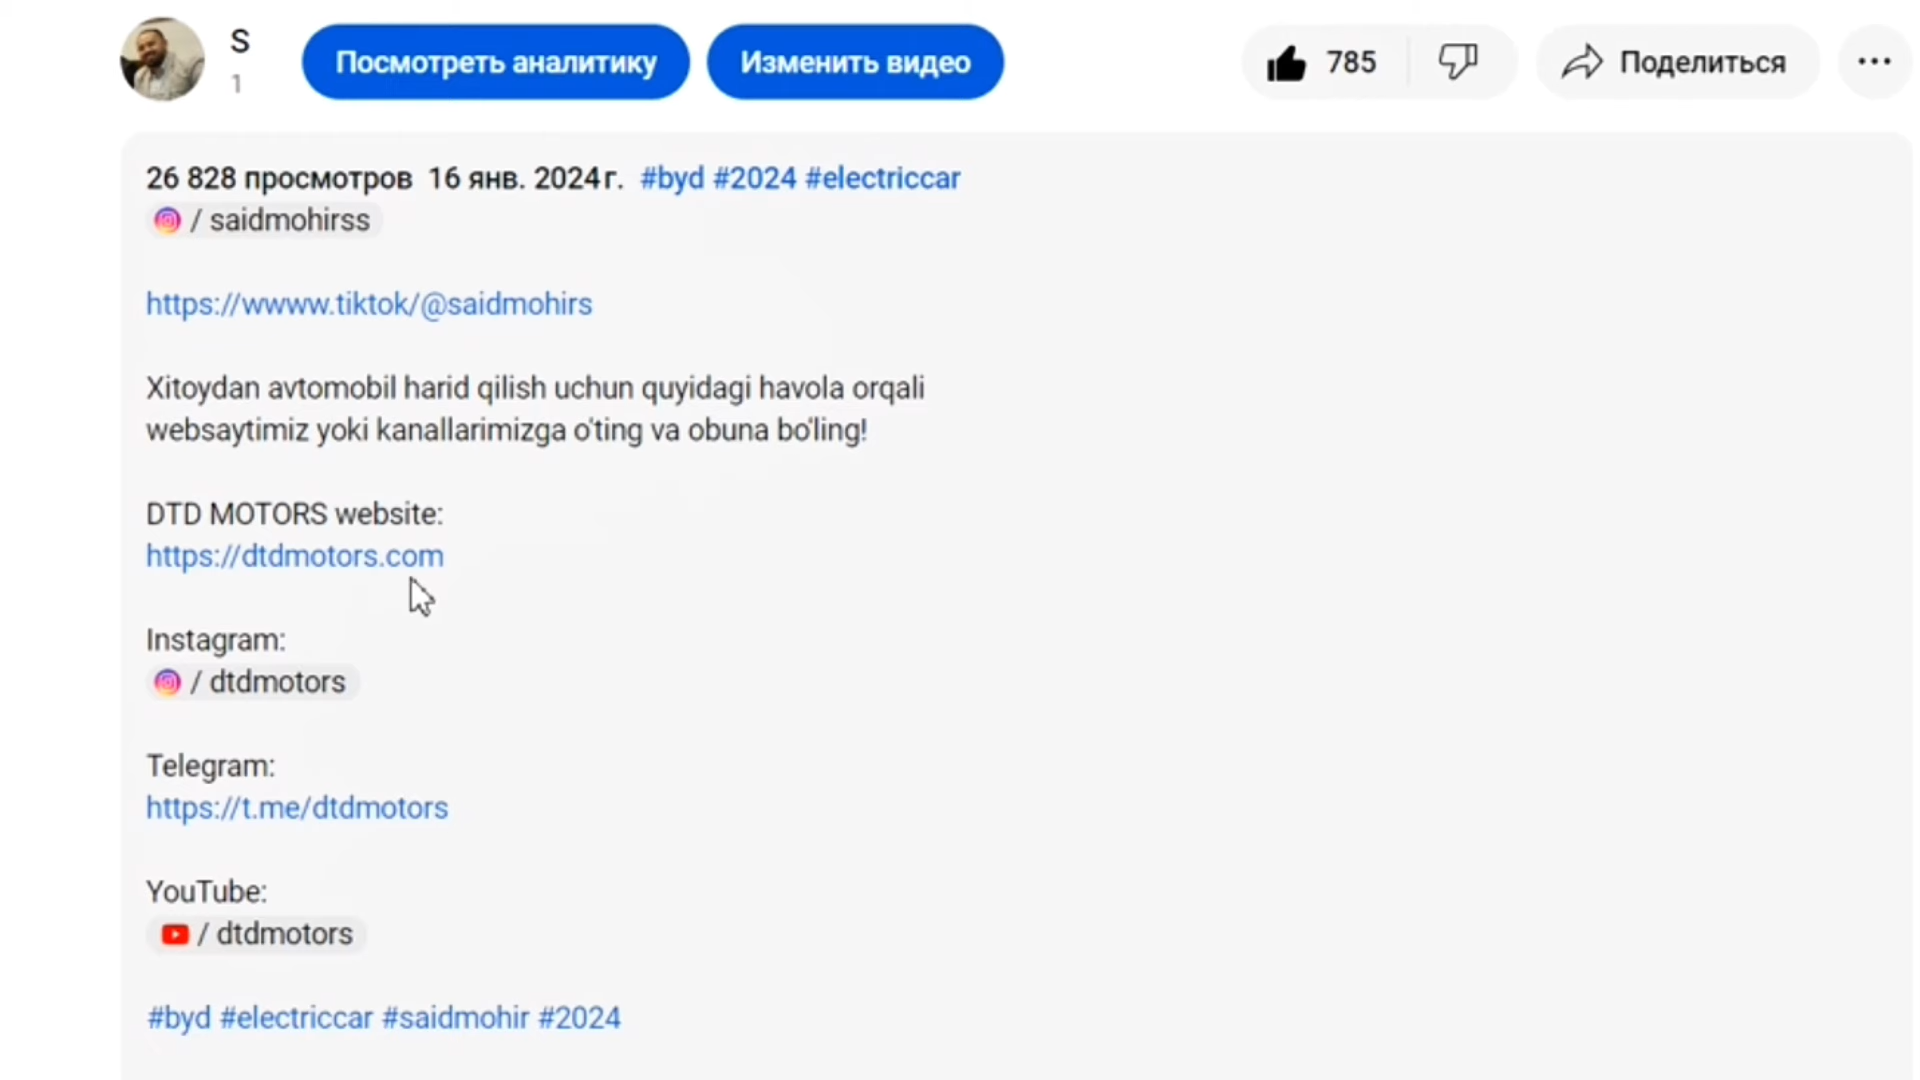 S
1
Посмотреть аналитику
Изменить видео
785
Поделиться
26 828 просмотров 16 янв. 2024 г. #byd #2024 #electriccar
/ saidmohirss
https://wwww.tiktok/@saidmohirs
Xitoydan avtomobil harid qilish uchun quyidagi havola orqali
websaytimiz yoki kanallarimizga o'ting va obuna bo'ling!
DTD MOTORS website:
https://dtdmotors.com
Instagram:
/ dtdmotors
Telegram:
https://t.me/dtdmotors
YouTube:
/ dtdmotors
#byd #electriccar #saidmohir #2024